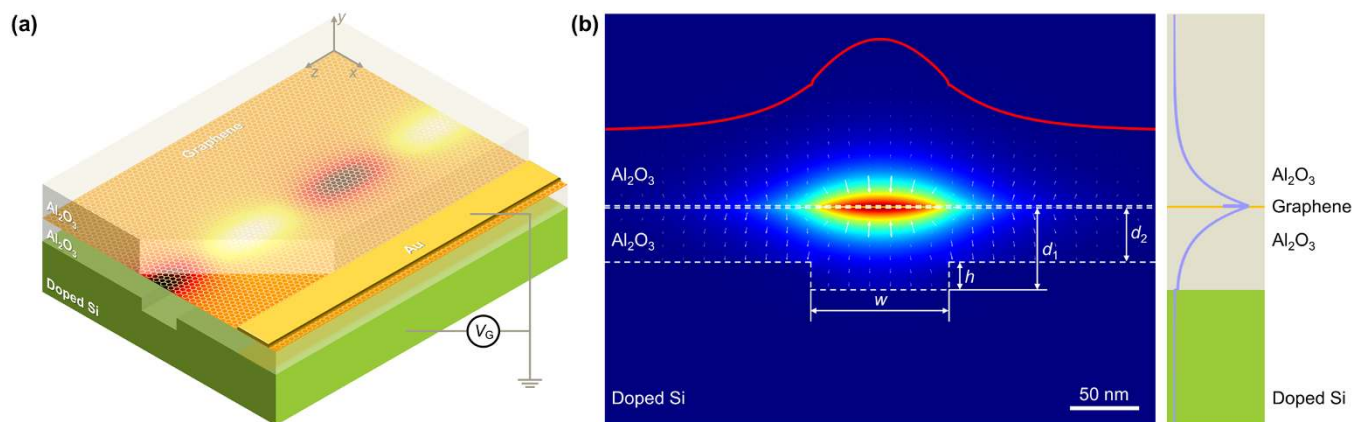 (a)
y
z
x
Graphene
Al₂O₃
Al₂O₃
Doped Si
Au
V_G
(b)
Al₂O₃
Al₂O₃
d₁
d₂
h
w
Doped Si
50 nm
Al₂O₃
Graphene
Al₂O₃
Doped Si